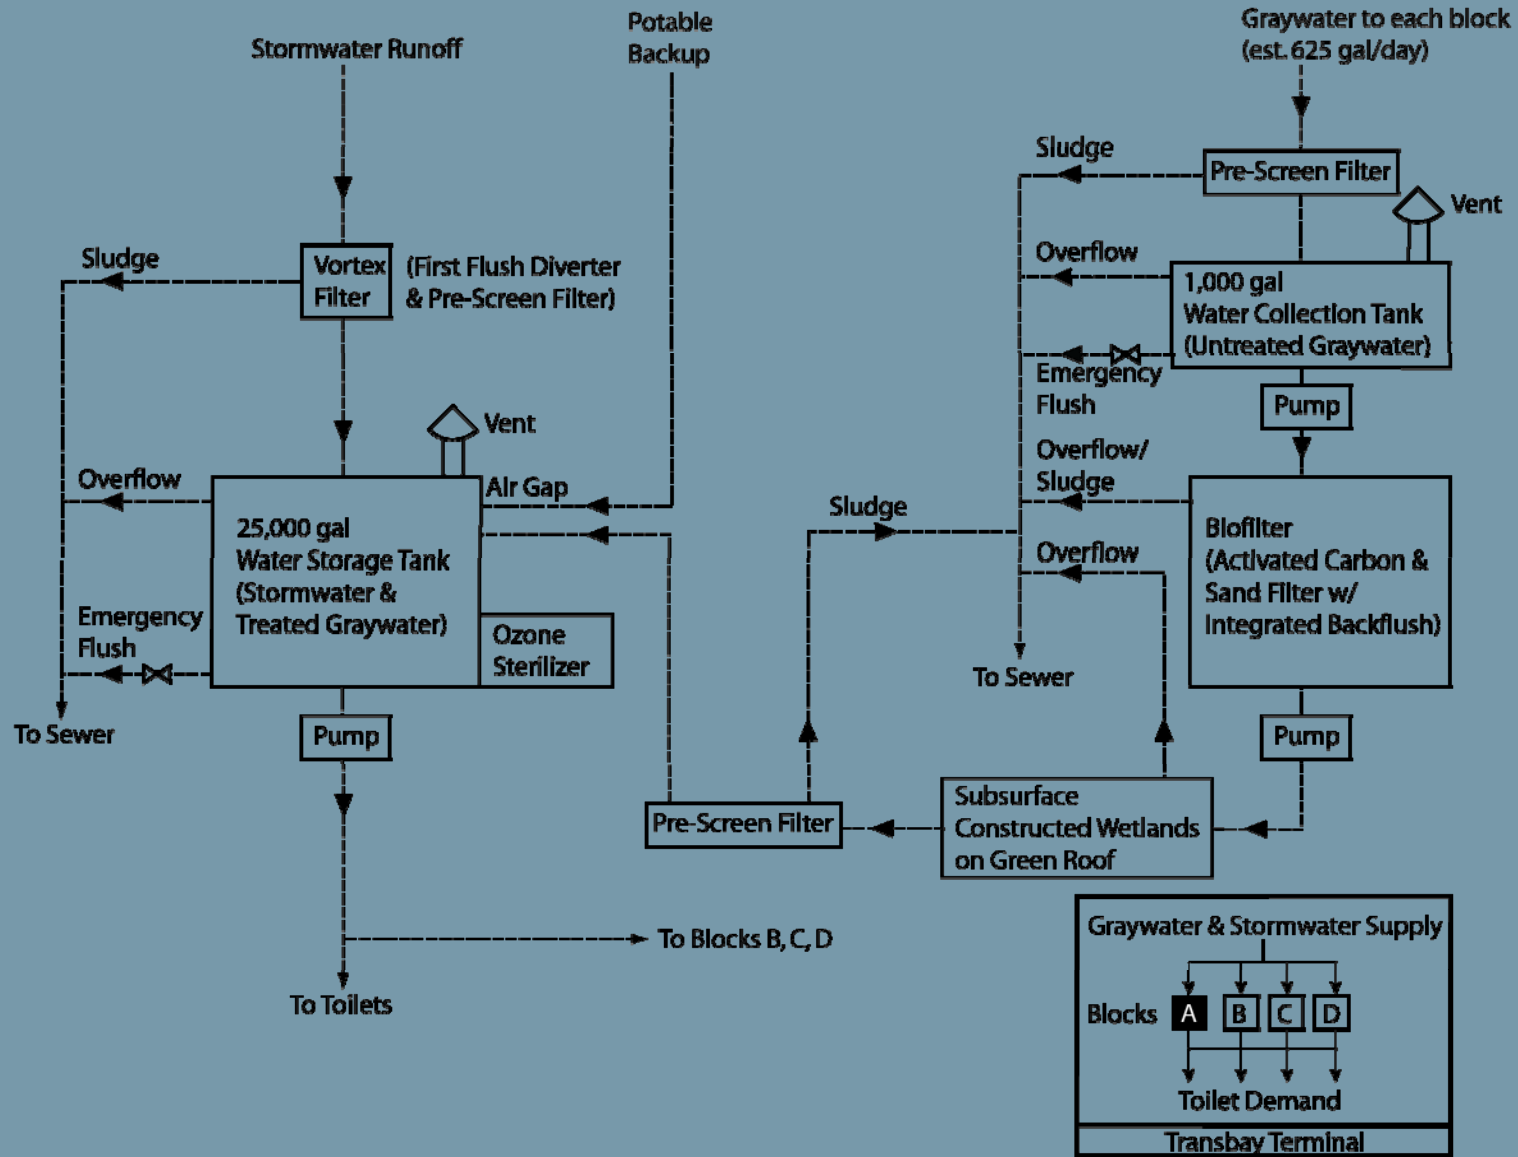 Stormwater Runoff
Potable
Backup
Graywater to each block
(est. 625 gal/day)
Sludge
Pre-Screen Filter
Vent
Sludge
Vortex
Filter
(First Flush Diverter
& Pre-Screen Filter)
Overflow
1,000 gal
Water Collection Tank
(Untreated Graywater)
Emergency
Flush
Pump
Vent
Overflow
Air Gap
25,000 gal
Water Storage Tank
(Stormwater &
Treated Graywater)
Emergency
Flush
Ozone
Sterilizer
To Sewer
Pump
Sludge
Overflow/
Sludge
Overflow
To Sewer
Biofilter
(Activated Carbon &
Sand Filter w/
Integrated Backflush)
Pump
Pre-Screen Filter
Subsurface
Constructed Wetlands
on Green Roof
To Blocks B, C, D
To Toilets
Graywater & Stormwater Supply
Blocks A B C D
Toilet Demand
Transbay Terminal